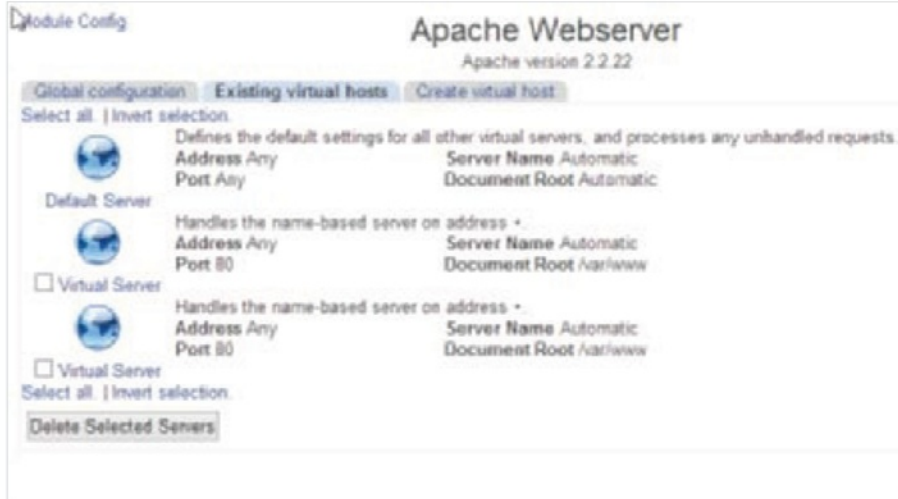 Module Config
Apache Webserver
Apache version 2.2.22
Global configuration Existing virtual hosts Create virtual host
Select all. | Invert selection.
Defines the default settings for all other virtual servers, and processes any unhandled requests.
Address Any Server Name Automatic
Port Any Document Root Automatic
Default Server
Handles the name-based server on address *.
Address Any Server Name Automatic
Port 80 Document Root /var/www
Virtual Server
Handles the name-based server on address *.
Address Any Server Name Automatic
Port 80 Document Root /var/www
Virtual Server
Select all. | Invert selection.
Delete Selected Servers